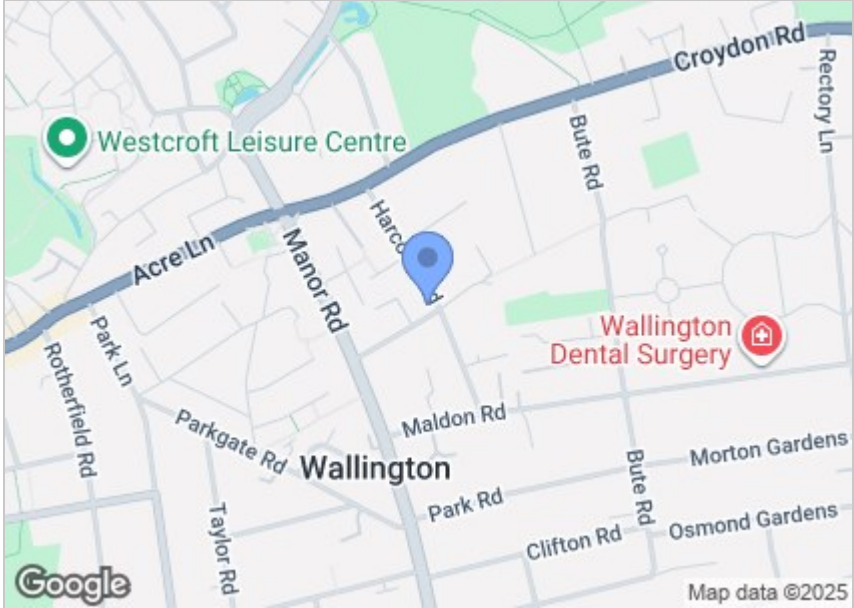 Croydon Rd
Rectory Ln
Westcroft Leisure Centre
Bute Rd
Acre Ln
Manor Rd
Wallington
Dental Surgery
Park Ln
Rotherfield Rd
Parkgate Rd
Maldon Rd
Wallington
Morton Gardens
Taylor Rd
Park Rd
Bute Rd
Clifton Rd
Osmond Gardens
Google
Map data ©2025